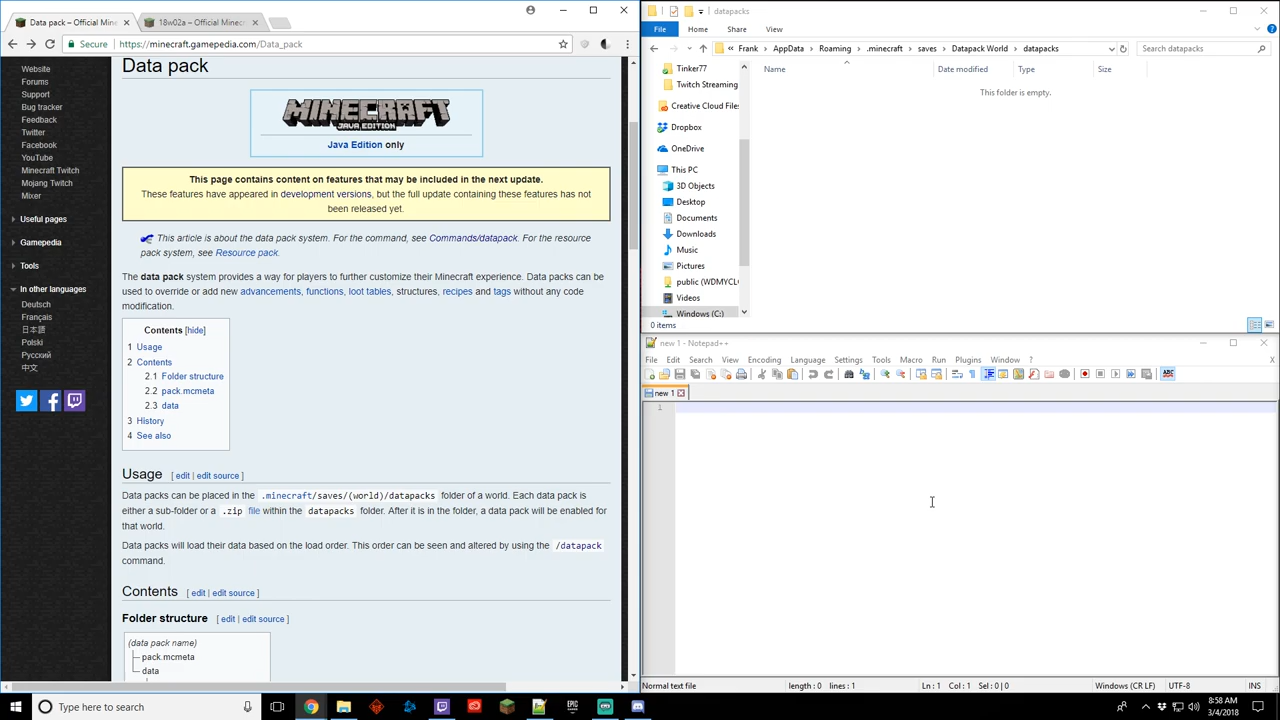 Data pack – Official Mine
18w02a – Official Minecr
Secure
https://minecraft.gamepedia.com/Data_pack
Website
Forums
Support
Bug tracker
Feedback
Twitter
Facebook
YouTube
Minecraft Twitch
Mojang Twitch
Mixer
Useful pages
Gamepedia
Tools
In other languages
Deutsch
Français
日本語
Polski
Русский
中文
Data pack
MINECRAFT
JAVA EDITION
Java Edition only
This page contains content on features that may be included in the next update.
These features have appeared in development versions, but the full update containing these features has not
been released yet.
This article is about the data pack system. For the command, see Commands/datapack. For the resource
pack system, see Resource pack.
The data pack system provides a way for players to further customize their Minecraft experience. Data packs can be
used to override or add new advancements, functions, loot tables, structures, recipes and tags without any code
modification.
Contents [hide]
1 Usage
2 Contents
2.1 Folder structure
2.2 pack.mcmeta
2.3 data
3 History
4 See also
Usage [ edit | edit source ]
Data packs can be placed in the .minecraft/saves/(world)/datapacks folder of a world. Each data pack is
either a sub-folder or a .zip file within the datapacks folder. After it is in the folder, a data pack will be enabled for
that world.
Data packs will load their data based on the load order. This order can be seen and altered by using the /datapack
command.
Contents [ edit | edit source ]
Folder structure [ edit | edit source ]
(data pack name)
pack.mcmeta
data
datapacks
File Home Share View
Frank AppData Roaming .minecraft saves Datapack World datapacks
Search datapacks
Tinker77
Twitch Streaming
Creative Cloud Files
Dropbox
OneDrive
This PC
3D Objects
Desktop
Documents
Downloads
Music
Pictures
public (WDMYCL
Videos
Windows (C:)
Name Date modified Type Size
This folder is empty.
0 items
new 1 - Notepad++
File Edit Search View Encoding Language Settings Tools Macro Run Plugins Window ? X
ABC
new 1
1
Normal text file length : 0 lines : 1 Ln : 1 Col : 1 Sel : 0 | 0 Windows (CR LF) UTF-8 INS
Type here to search
EPIC
8:58 AM
3/4/2018